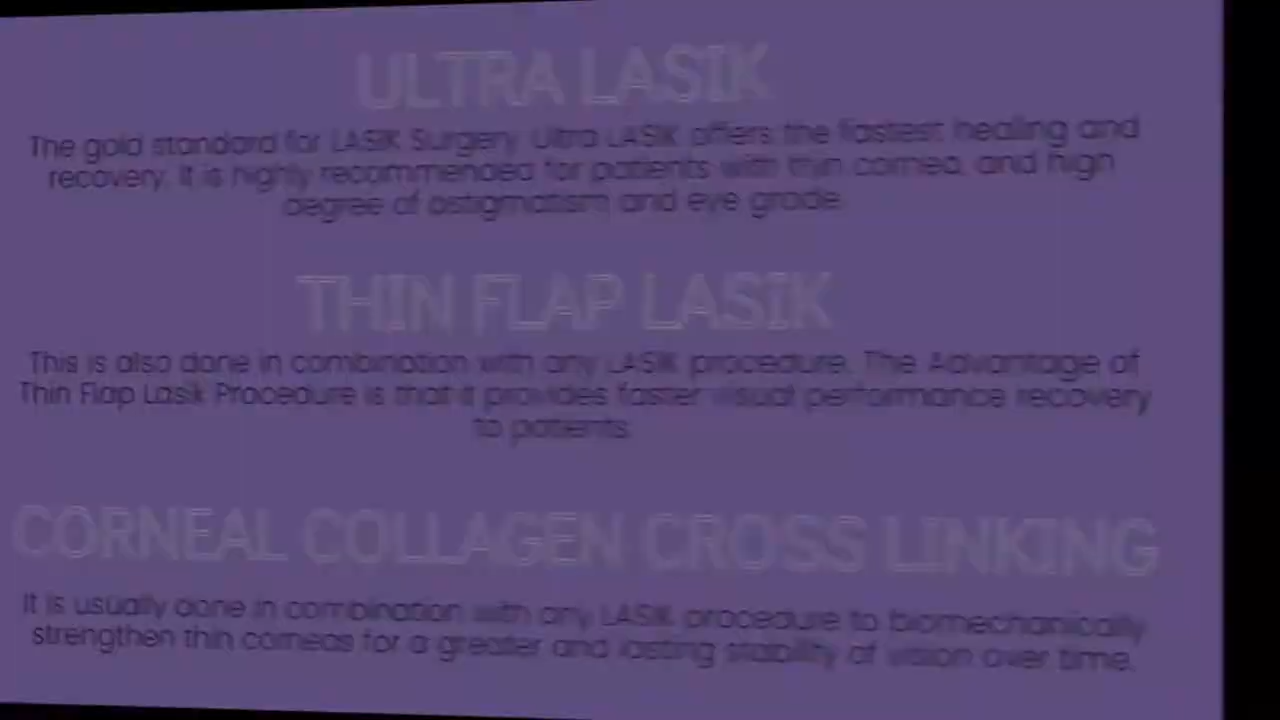 ULTRA LASIK
The gold standard for LASIK Surgery. Ultra LASIK offers the fastest healing and
recovery. It is highly recommended for patients with thin cornea, and high
degree of astigmatism and eye grade.
THIN FLAP LASIK
This is also done in combination with any LASIK procedure. The Advantage of
Thin Flap Lasik Procedure is that it provides faster visual performance recovery
to patients.
CORNEAL COLLAGEN CROSS LINKING
It is usually done in combination with any LASIK procedure to biomechanically
strengthen thin corneas for a greater and lasting stability of vision over time.